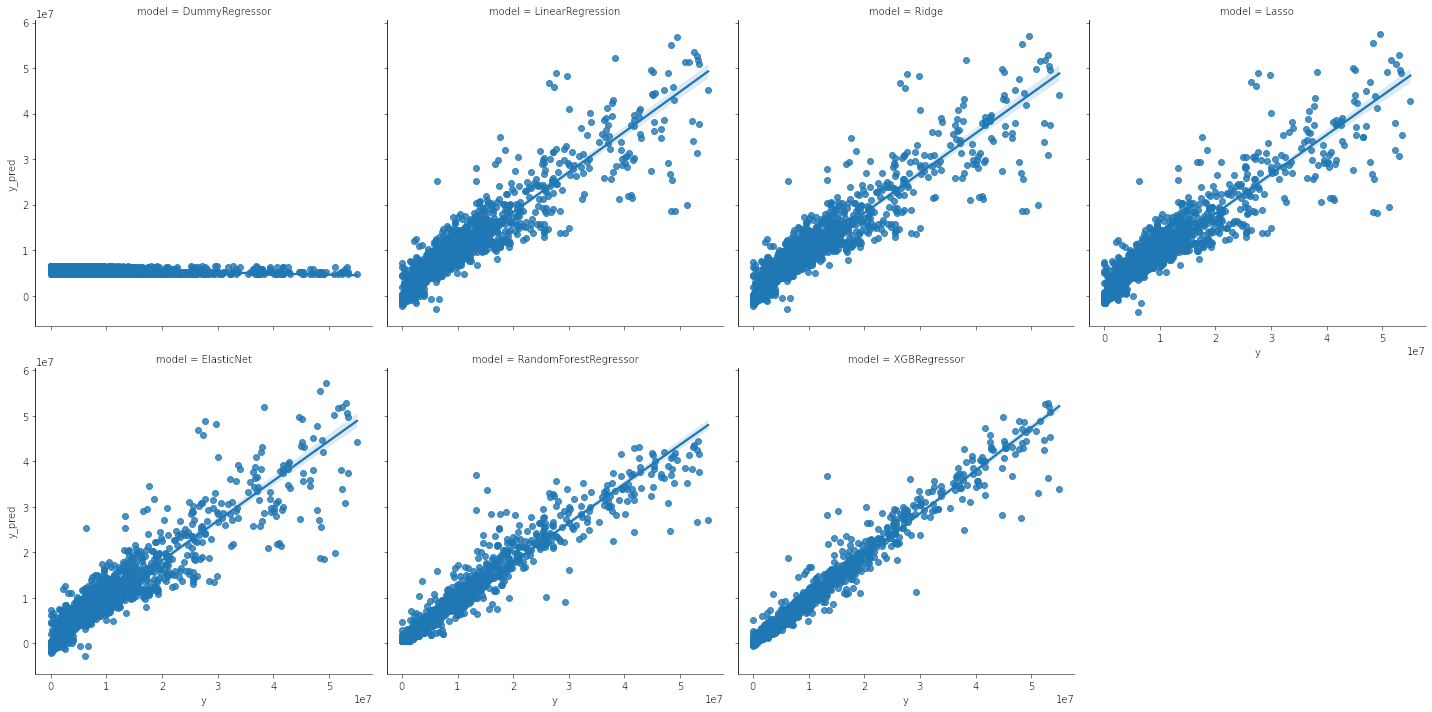 model = DummyRegressor
model = LinearRegression
model = Ridge
model = Lasso
1e7
6
5
4
3
2
1
0
y_pred
0
1
2
3
4
5
1e7
y
model = ElasticNet
model = RandomForestRegressor
model = XGBRegressor
1e7
6
5
4
3
2
1
0
y_pred
0
1
2
3
4
5
1e7
y
0
1
2
3
4
5
1e7
y
0
1
2
3
4
5
1e7
y